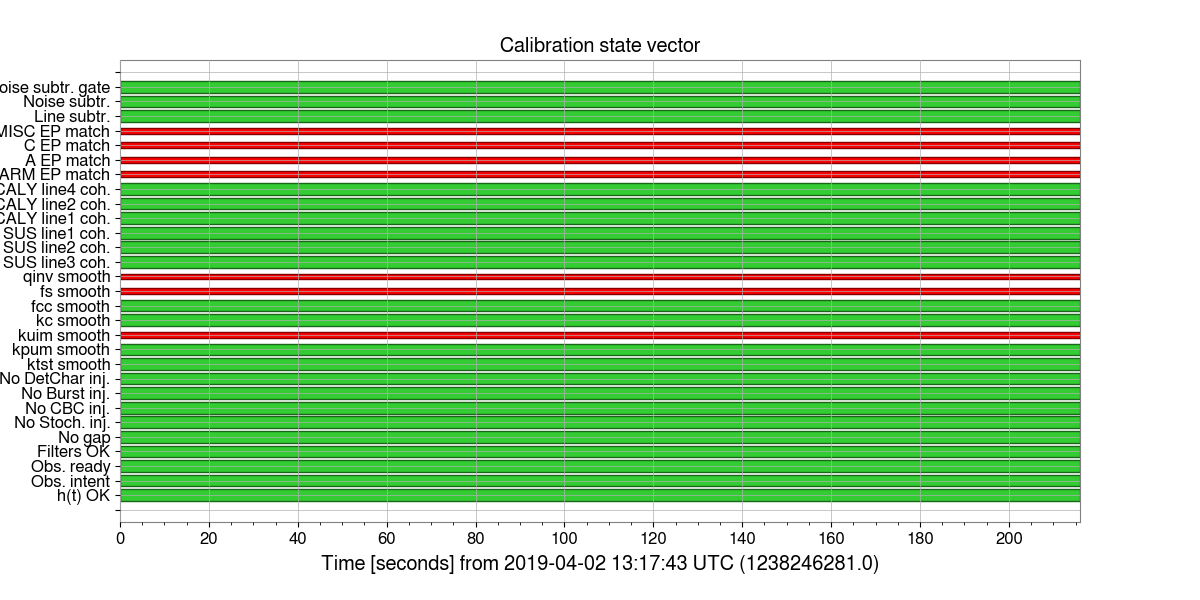 Calibration state vector
oise subtr. gate
Noise subtr.
Line subtr.
MISC EP match
C EP match
A EP match
ARM EP match
CALY line4 coh.
CALY line2 coh.
CALY line1 coh.
SUS line1 coh.
SUS line2 coh.
SUS line3 coh.
qinv smooth
fs smooth
fcc smooth
kc smooth
kuim smooth
kpum smooth
ktst smooth
No DetChar inj.
No Burst inj.
No CBC inj.
No Stoch. inj.
No gap
Filters OK
Obs. ready
Obs. intent
h(t) OK
0 20 40 60 80 100 120 140 160 180 200
Time [seconds] from 2019-04-02 13:17:43 UTC (1238246281.0)